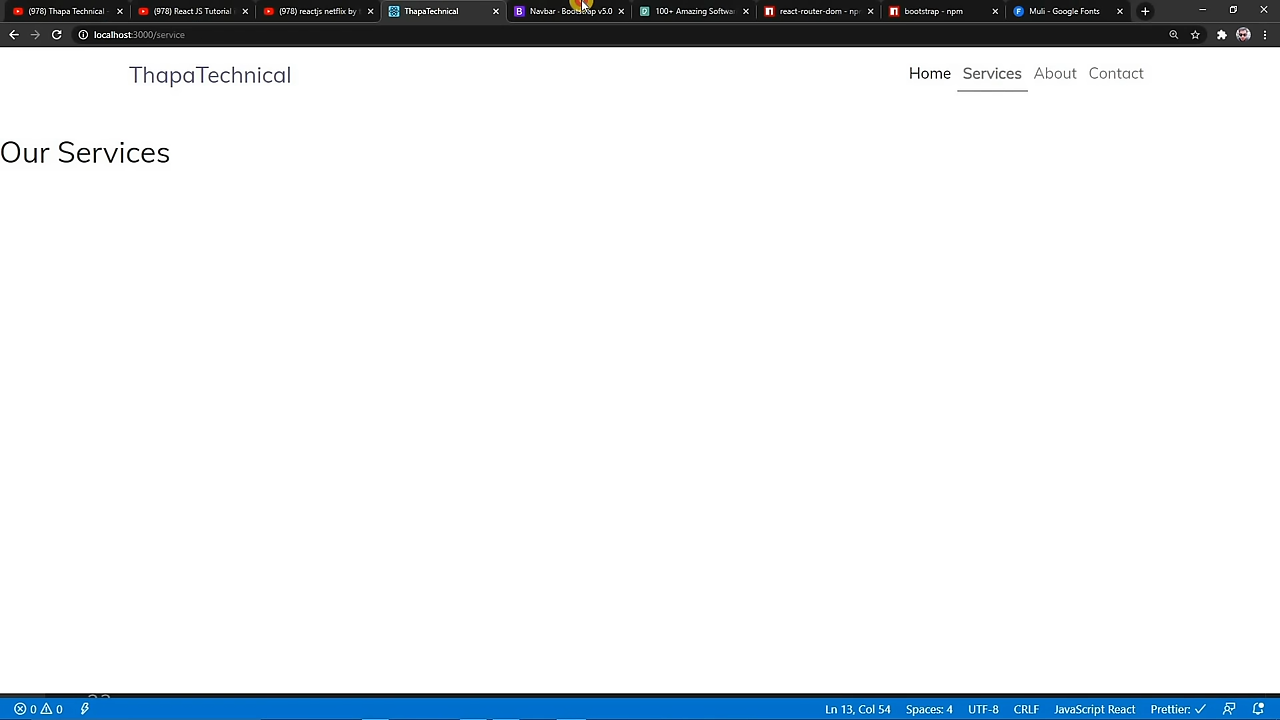 (978) Thapa Technical
(978) React JS Tutorial
(978) reactjs netflix by
ThapaTechnical
Navbar · Bootstrap v5.0
100+ Amazing Softwa
react-router-dom - np
bootstrap - npm
Muli - Google Fonts
localhost:3000/service
ThapaTechnical
Home Services About Contact
Our Services
0 0
Ln 13, Col 54 Spaces: 4 UTF-8 CRLF JavaScript React Prettier: ✓